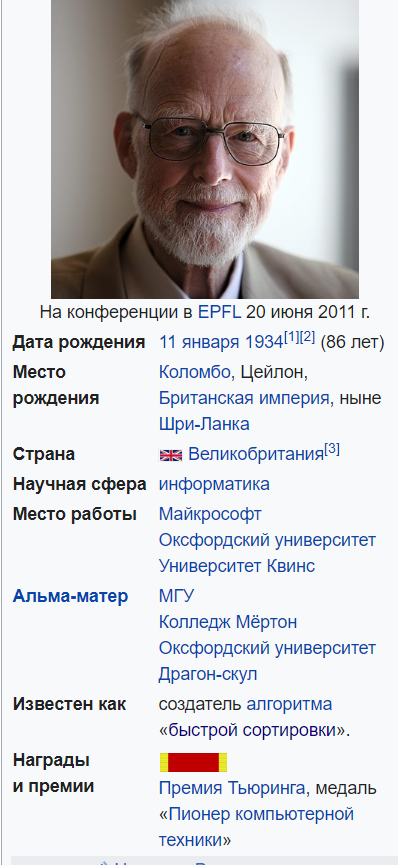 На конференции в EPFL 20 июня 2011 г.
Дата рождения 11 января 1934[1][2] (86 лет)
Место рождения Коломбо, Цейлон,
Британская империя, ныне
Шри-Ланка
Страна Великобритания[3]
Научная сфера информатика
Место работы Майкрософт
Оксфордский университет
Университет Квинс
Альма-матер МГУ
Колледж Мёртон
Оксфордский университет
Драгон-скул
Известен как создатель алгоритма
«быстрой сортировки».
Награды и премии
Премия Тьюринга, медаль
«Пионер компьютерной
техники»